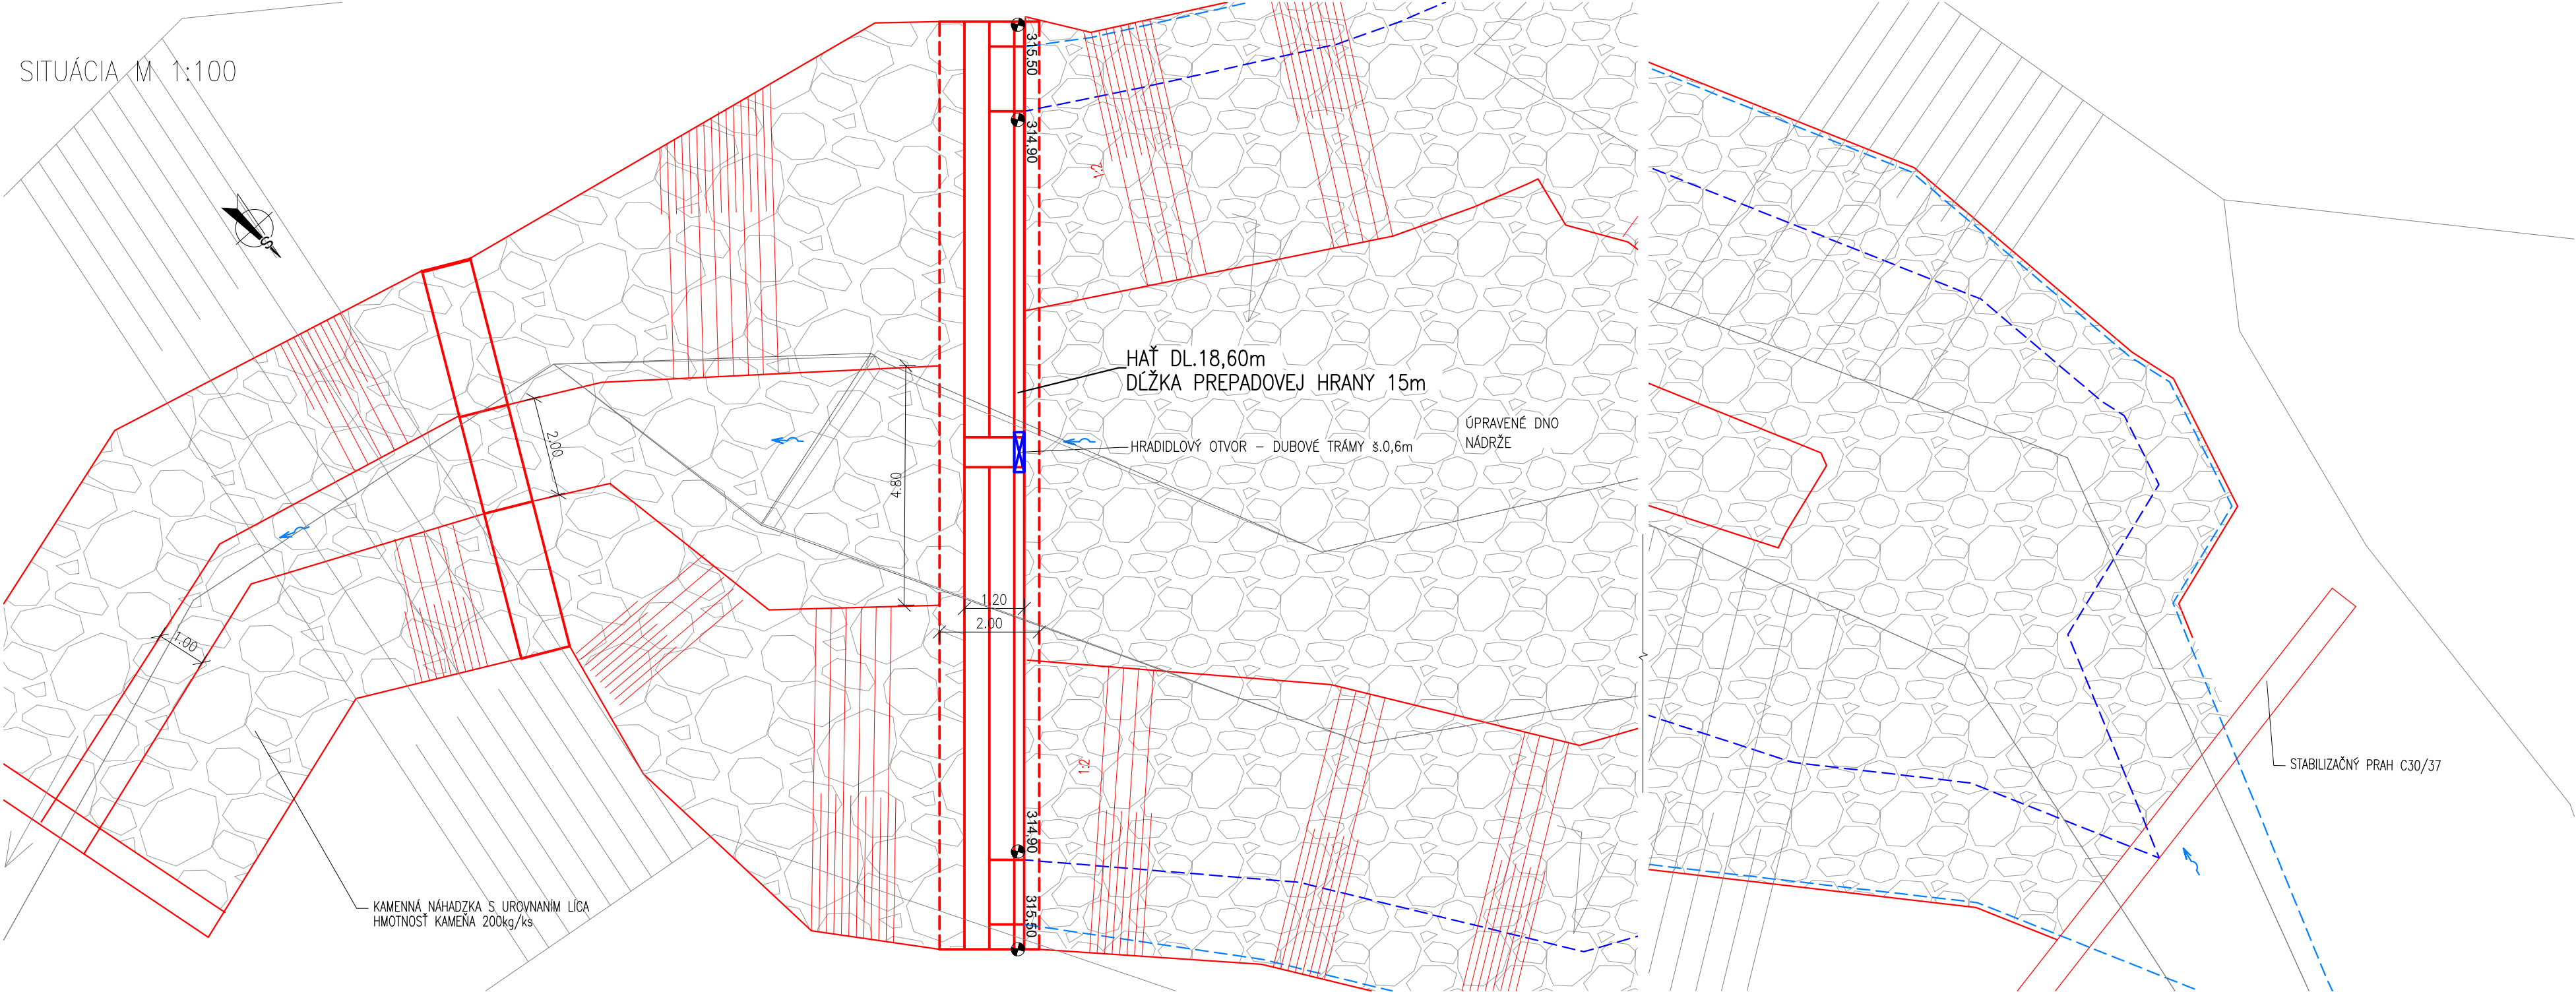 SITUÁCIA M 1:100
315,50
314,90
1:2
S
HAŤ DL.18,60m
DĹŽKA PREPADOVEJ HRANY 15m
ÚPRAVENÉ DNO
NÁDRŽE
HRADIDLOVÝ OTVOR – DUBOVÉ TRÁMY š.0,6m
2.00
4.80
1.20
2.00
1.00
1:2
314,90
315,50
STABILIZAČNÝ PRAH C30/37
KAMENNÁ NÁHADZKA S UROVNANÍM LÍCA
HMOTNOSŤ KAMEŇA 200kg/ks